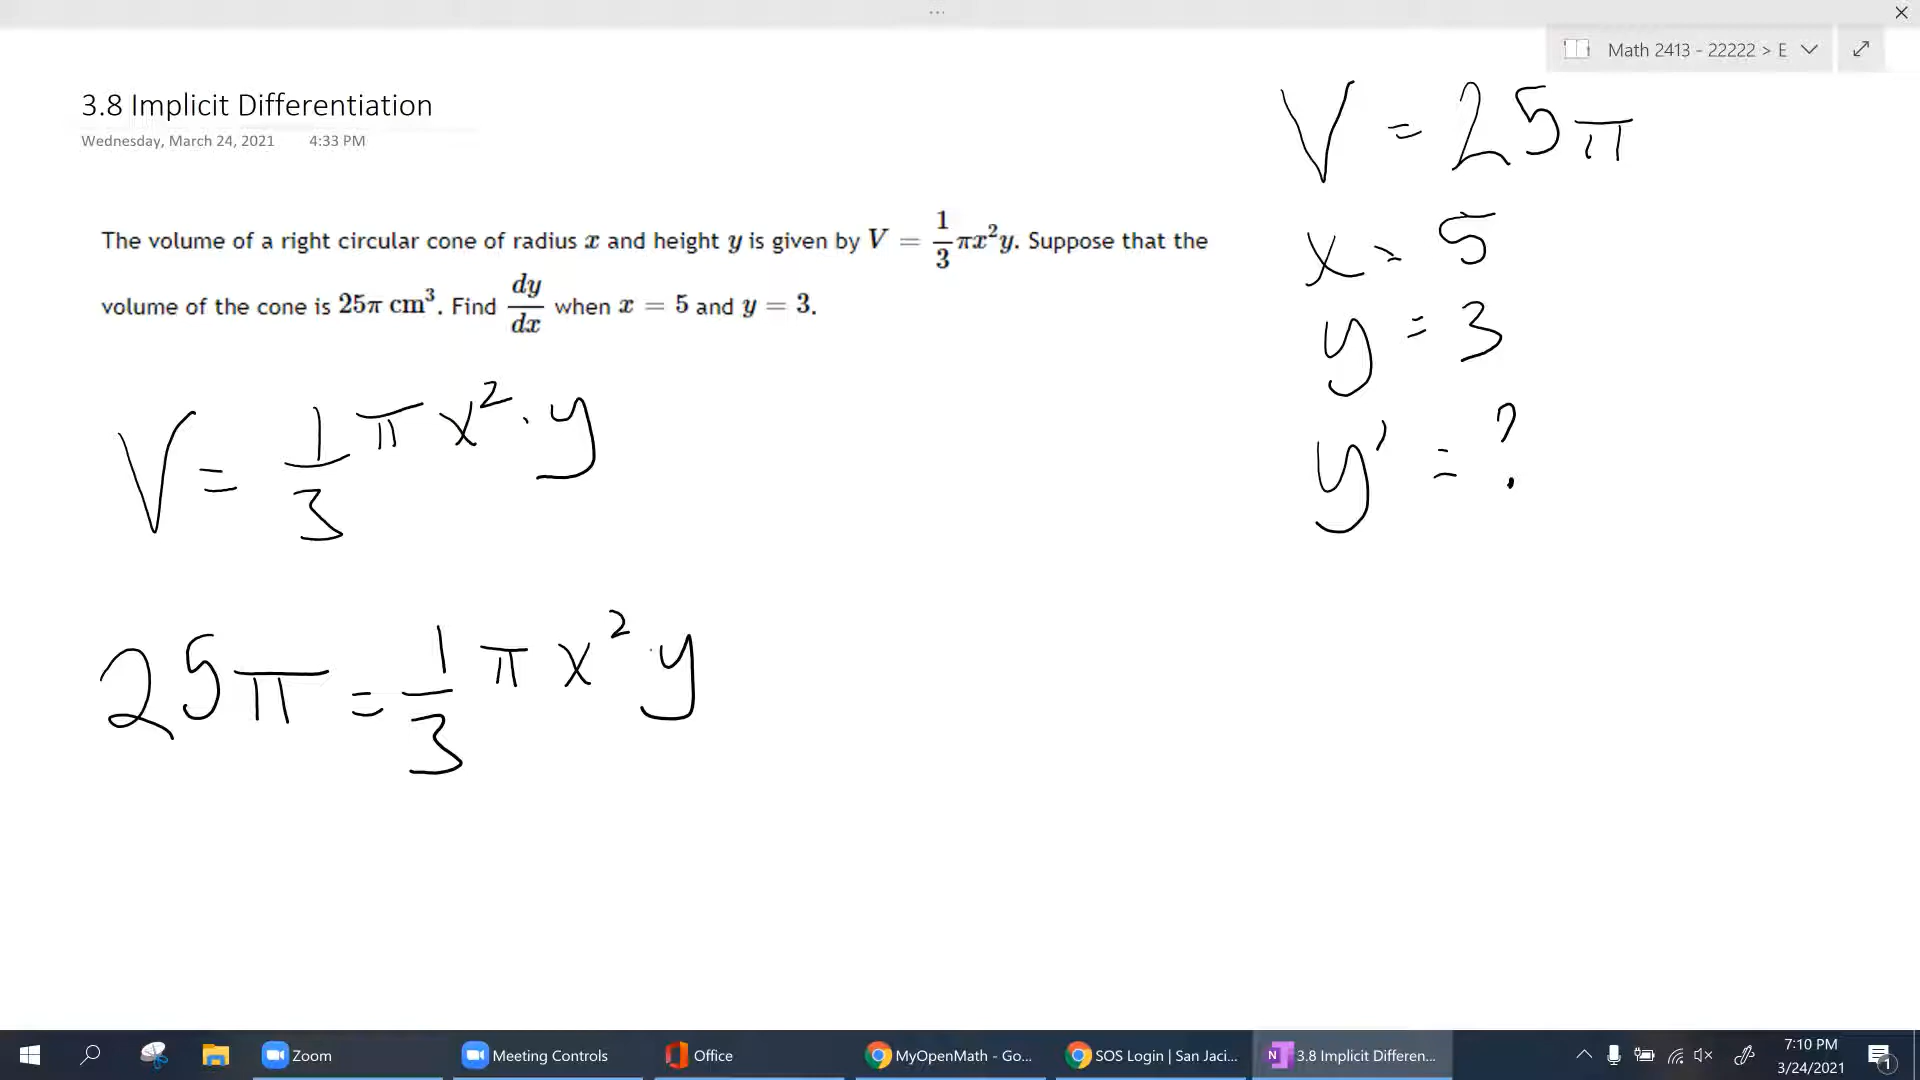 Math 2413 - 22222 > E
3.8 Implicit Differentiation
Wednesday, March 24, 2021 4:33 PM
The volume of a right circular cone of radius x and height y is given by V = 1/3 πx²y. Suppose that the
volume of the cone is 25π cm³. Find dy/dx when x = 5 and y = 3.
V = 1/3 π x² · y
25π = 1/3 π x² y
V = 25π
x = 5
y = 3
y' = ?
Zoom
Meeting Controls
Office
MyOpenMath - Go...
SOS Login | San Jaci...
3.8 Implicit Differen...
7:10 PM
3/24/2021
1